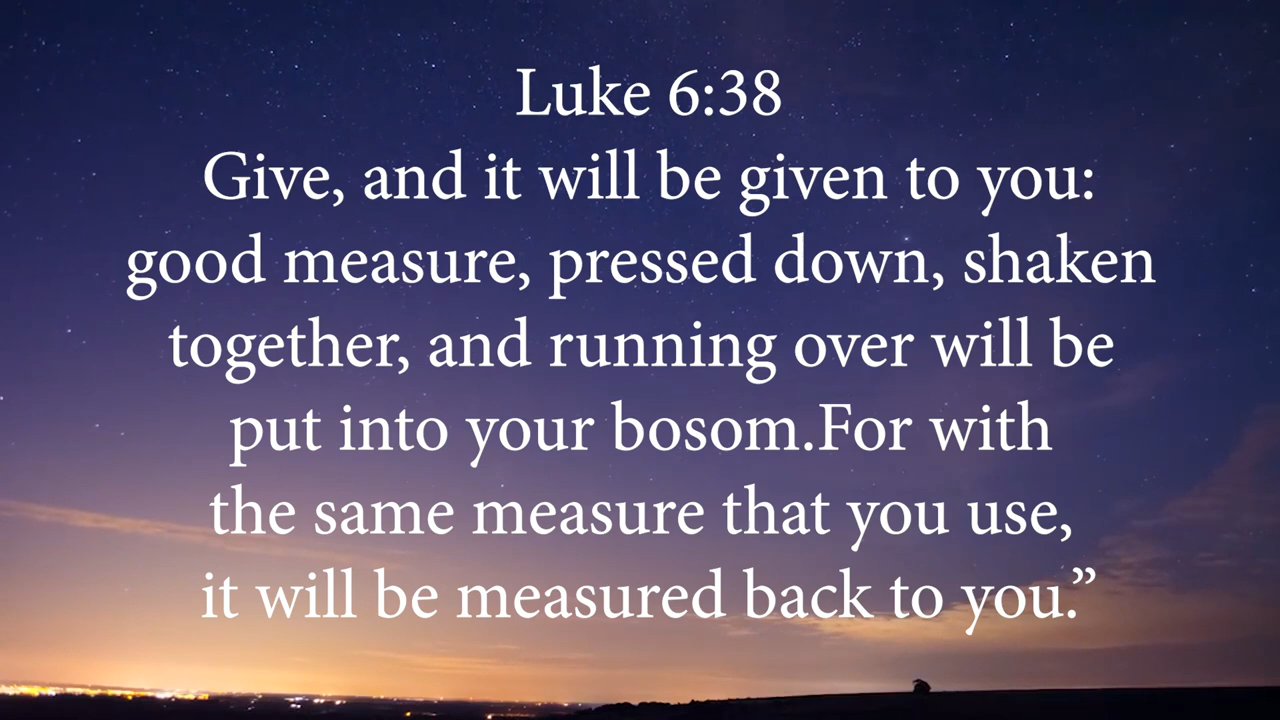 Luke 6:38
Give, and it will be given to you:
good measure, pressed down, shaken
together, and running over will be
put into your bosom.For with
the same measure that you use,
it will be measured back to you.”